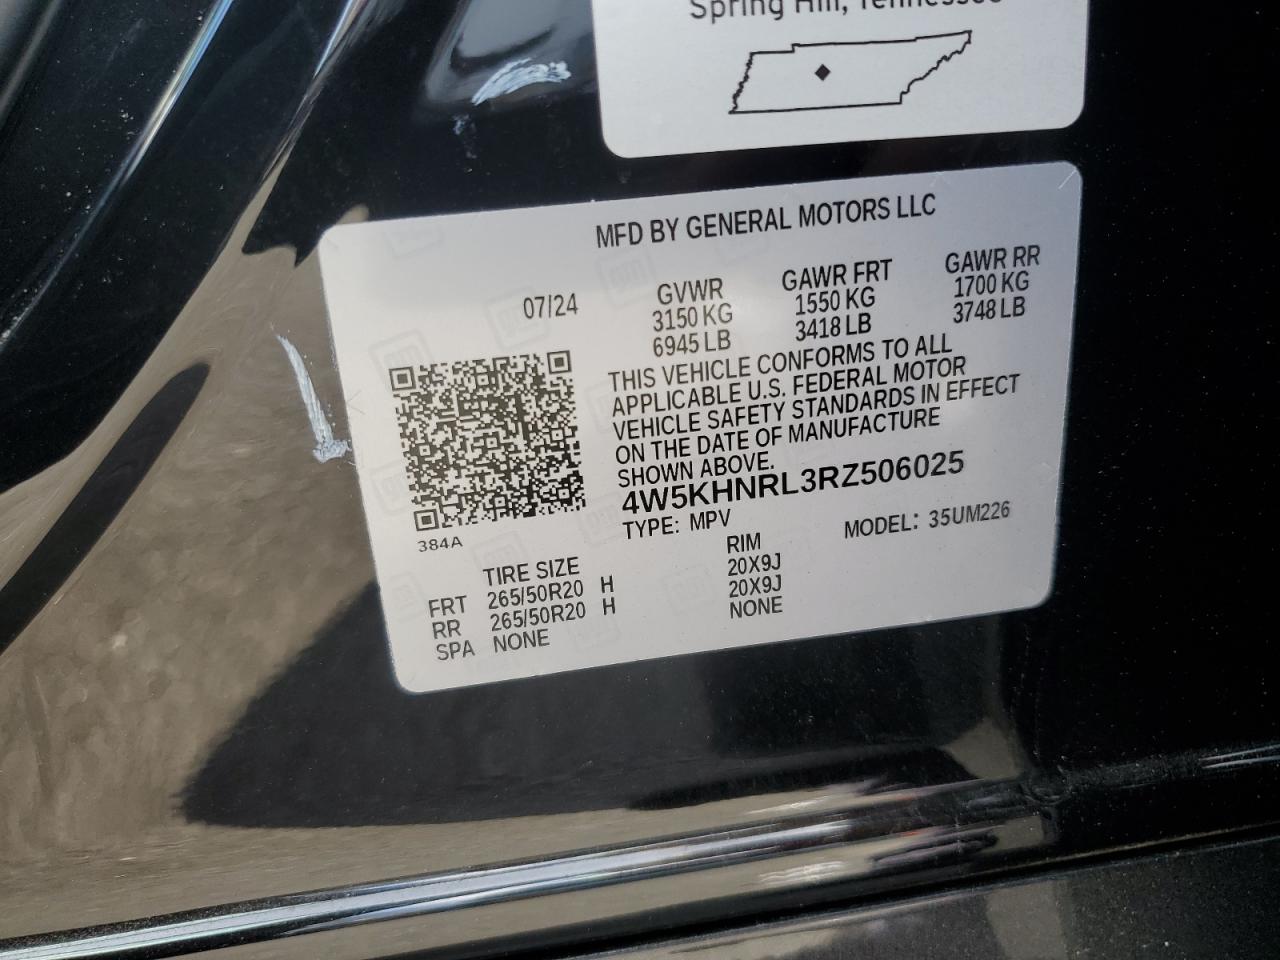 Spring Hill, Tennessee
MFD BY GENERAL MOTORS LLC
07/24 GVWR GAWR FRT GAWR RR
3150 KG 1550 KG 1700 KG
6945 LB 3418 LB 3748 LB
THIS VEHICLE CONFORMS TO ALL
APPLICABLE U.S. FEDERAL MOTOR
VEHICLE SAFETY STANDARDS IN EFFECT
ON THE DATE OF MANUFACTURE
SHOWN ABOVE.
4W5KHNRL3RZ506025
TYPE: MPV MODEL: 35UM226
384A
TIRE SIZE RIM
FRT 265/50R20 H 20X9J
RR 265/50R20 H 20X9J
SPA NONE NONE